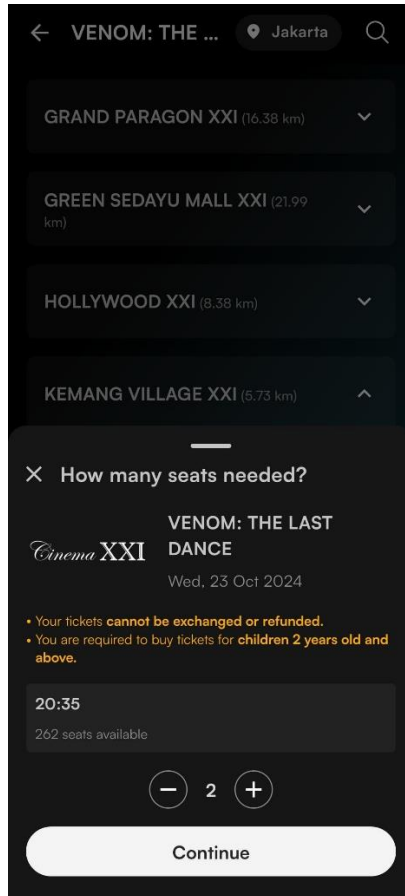 VENOM: THE ... Jakarta
GRAND PARAGON XXI (16.38 km)
GREEN SEDAYU MALL XXI (21.99
km)
HOLLYWOOD XXI (8.38 km)
KEMANG VILLAGE XXI (5.73 km)
How many seats needed?
Cinema XXI
VENOM: THE LAST
DANCE
Wed, 23 Oct 2024
• Your tickets cannot be exchanged or refunded.
• You are required to buy tickets for children 2 years old and
above.
20:35
262 seats available
2
Continue